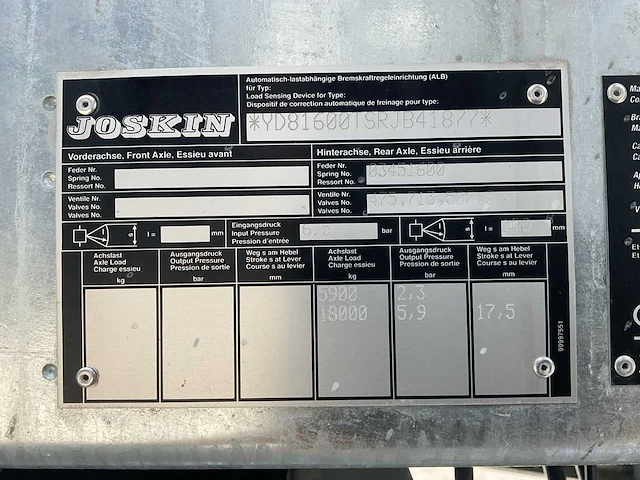 JOSKIN
Automatisch-lastabhängige Bremskraftregeleinrichtung (ALB)
für Typ:
Load Sensing Device for Type:
Dispositif de correction automatique de freinage pour type:
*YD81600TSRJB41877*
Vorderachse, Front Axle, Essieu avant
Feder Nr.
Spring No.
Ressort No.
Ventile Nr.
Valves No.
Valves No.
Hinterachse, Rear Axle, Essieu arrière
Feder Nr.
Spring No.
Ressort No.
03451600
Ventile Nr.
Valves No.
Valves No.
s l = mm
Eingangsdruck
Input Pressure
Pression d'entrée
bar
s l = mm
Achslast
Axle Load
Charge essieu
kg
Ausgangsdruck
Output Pressure
Pression de sortie
bar
Weg s am Hebel
Stroke s at Lever
Course s au levier
mm
Achslast
Axle Load
Charge essieu
kg
5900
18000
Ausgangsdruck
Output Pressure
Pression de sortie
bar
2,3
5,9
Weg s am Hebel
Stroke s at Lever
Course s au levier
mm
17,5
99997551